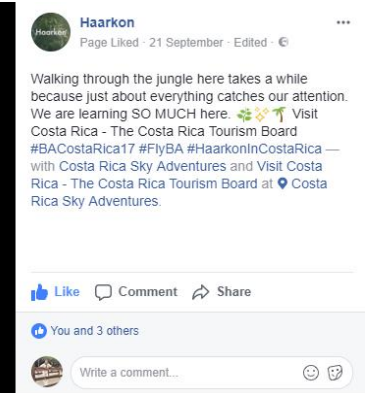 Haarkon
Haarkon
Page Liked · 21 September · Edited ·
Walking through the jungle here takes a while
because just about everything catches our attention.
We are learning SO MUCH here. 🌿✨🌴 Visit
Costa Rica - The Costa Rica Tourism Board
#BACostaRica17 #FlyBA #HaarkonInCostaRica —
with Costa Rica Sky Adventures and Visit Costa
Rica - The Costa Rica Tourism Board at Costa
Rica Sky Adventures.
Like Comment Share
You and 3 others
Write a comment...